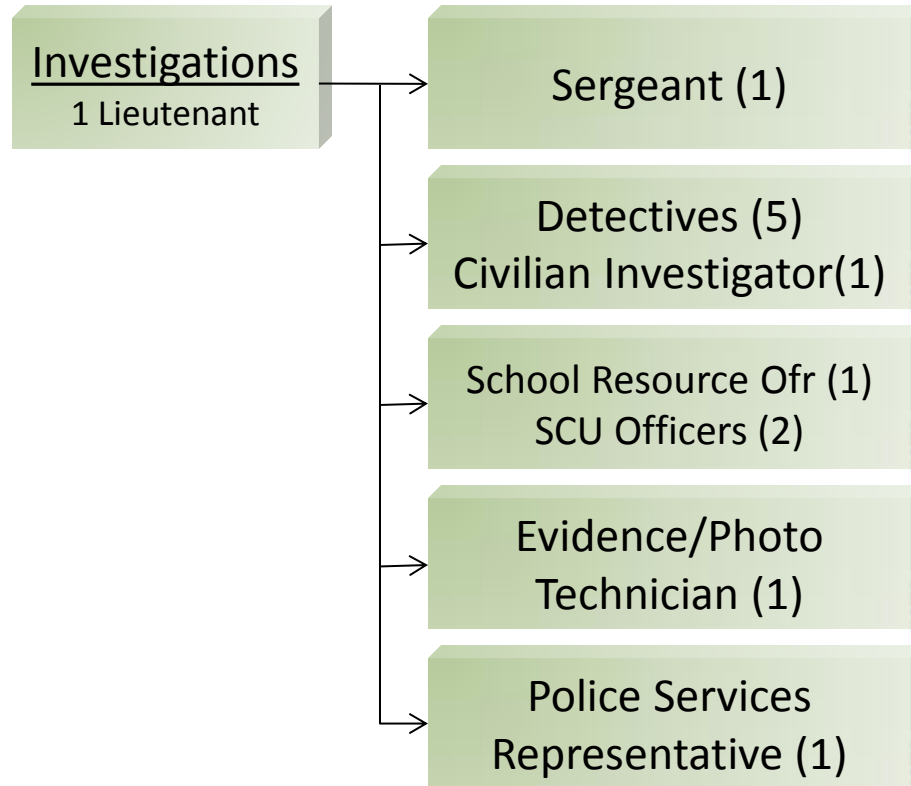 Investigations
1 Lieutenant
Sergeant (1)
Detectives (5)
Civilian Investigator(1)
School Resource Ofr (1)
SCU Officers (2)
Evidence/Photo
Technician (1)
Police Services
Representative (1)